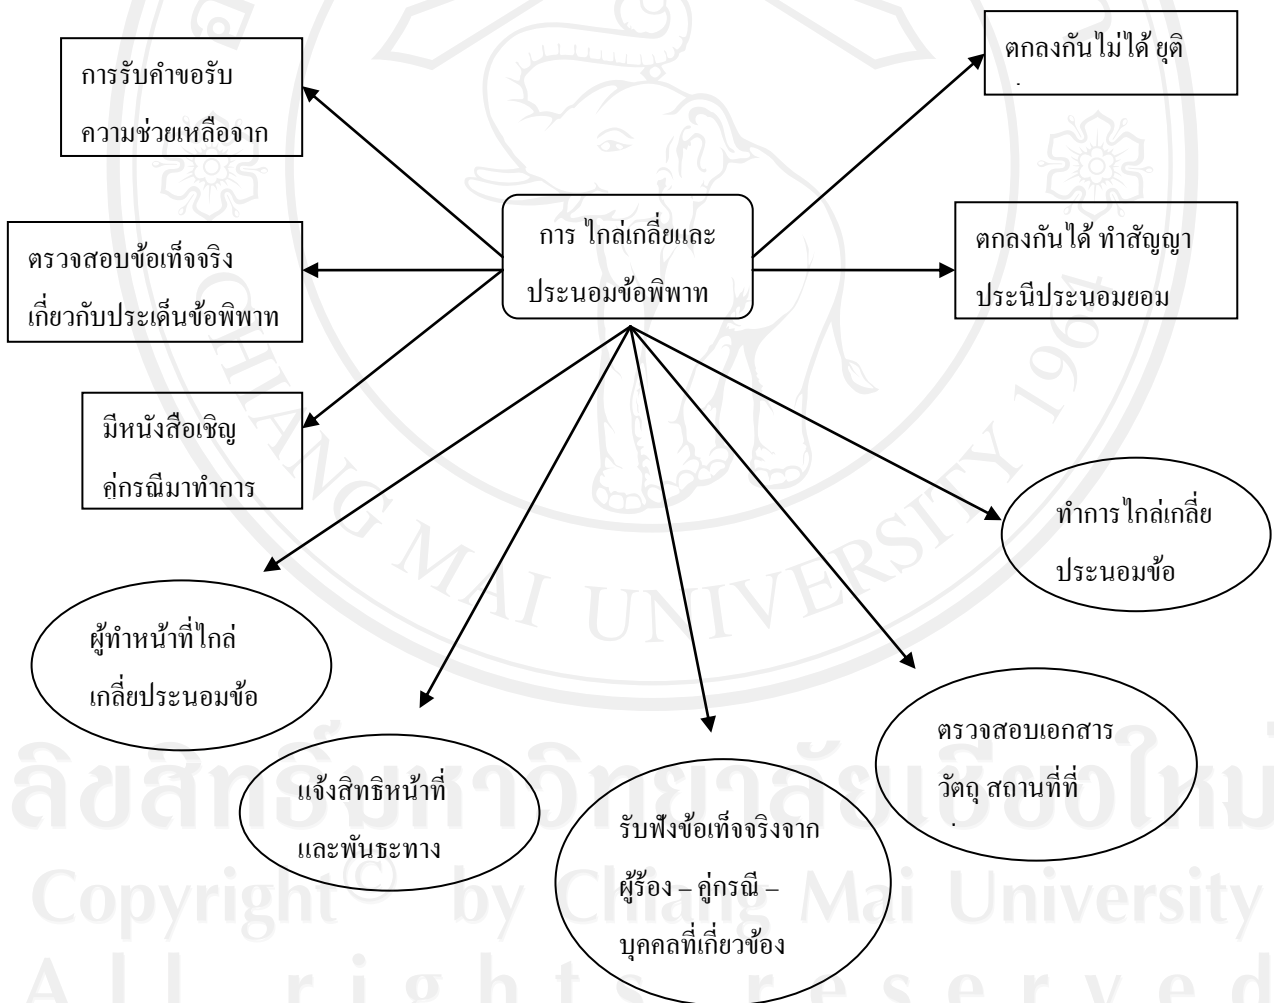 การรับคำขอรับ
ความช่วยเหลือจาก
ตกลงกันไม่ได้ ยุติ
การ ไกล่เกลี่ยและ
ประนอมข้อพิพาท
ตรวจสอบข้อเท็จจริง
เกี่ยวกับประเด็นข้อพิพาท
ตกลงกันได้ ทำสัญญา
ประนีประนอมยอม
มีหนังสือเชิญ
คู่กรณีมาทำการ
ทำการไกล่เกลี่ย
ประนอมข้อ
ผู้ทำหน้าที่ไกล่
เกลี่ยประนอมข้อ
แจ้งสิทธิหน้าที่
และพันธะทาง
รับฟังข้อเท็จจริงจาก
ผู้ร้อง – คู่กรณี –
บุคคลที่เกี่ยวข้อง
ตรวจสอบเอกสาร
วัตถุ สถานที่ที่
CHIANG MAI UNIVERSITY 1964
ลิขสิทธิ์มหาวิทยาลัยเชียงใหม่
Copyright© by Chiang Mai University
All rights reserved